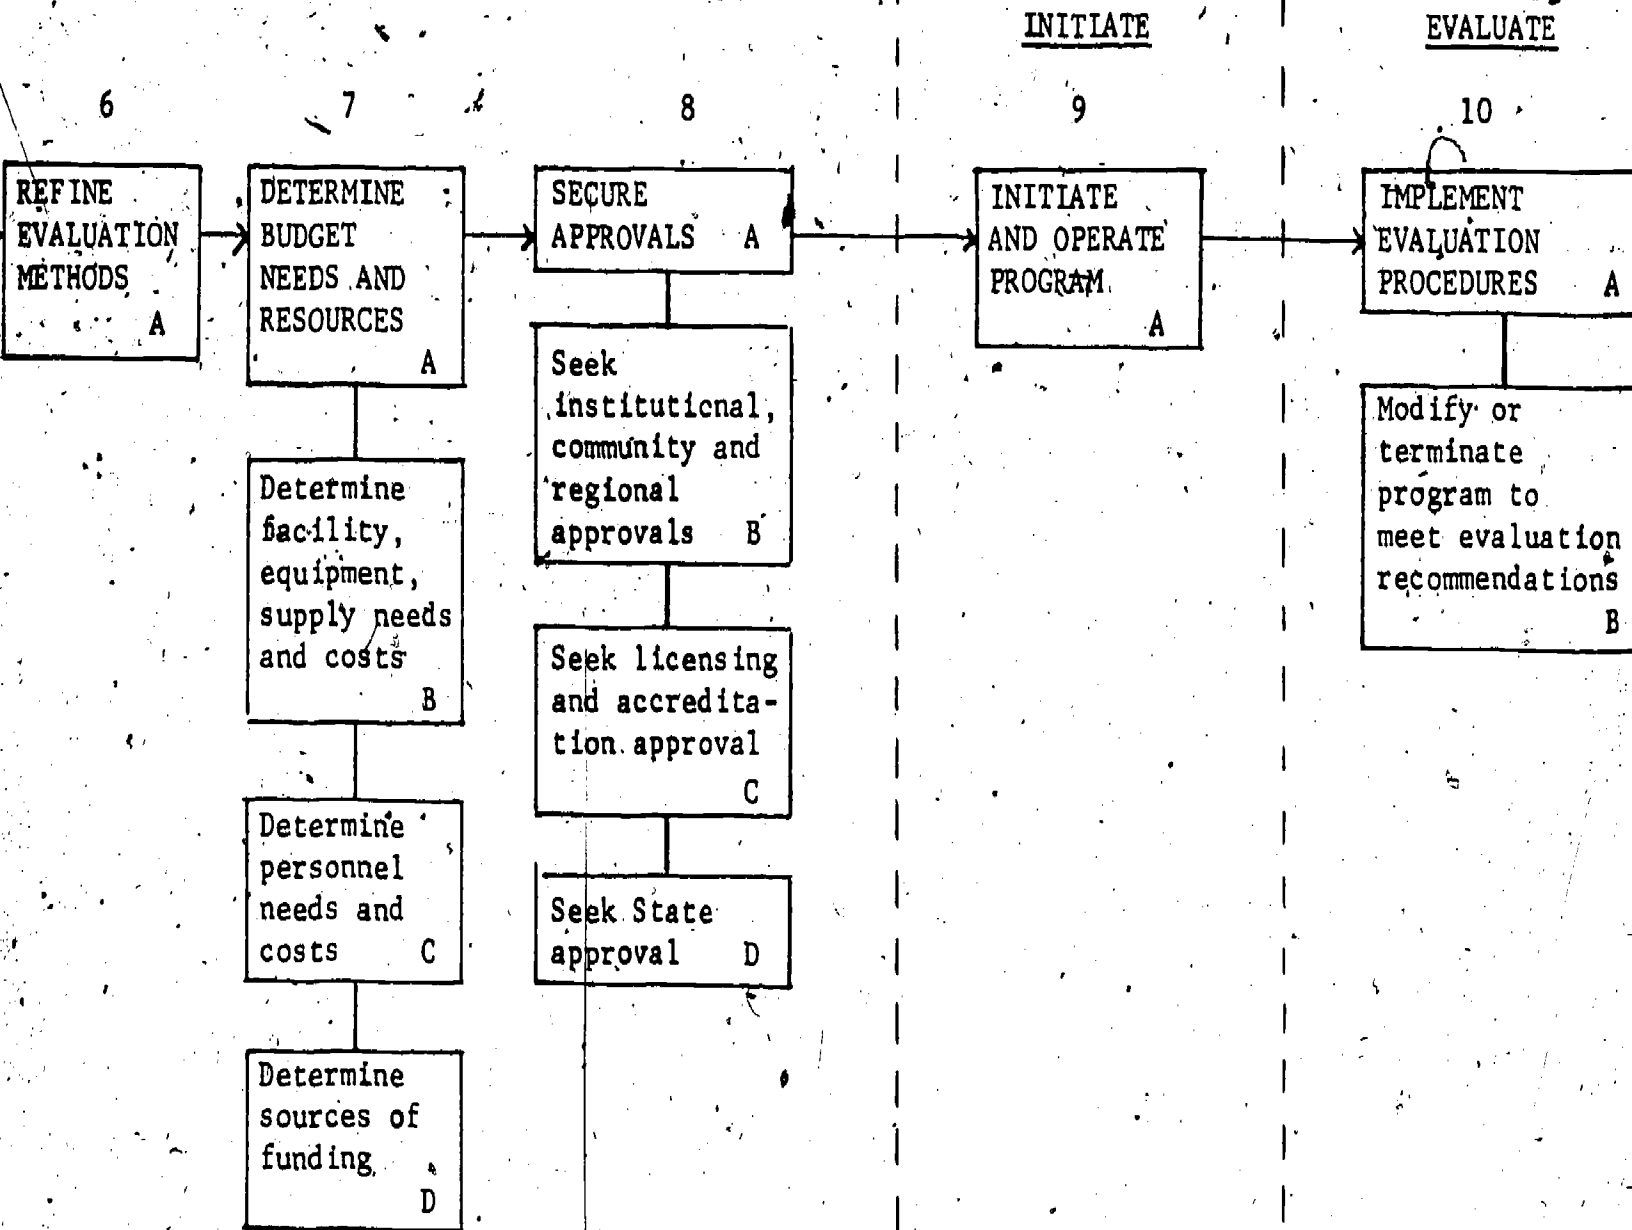 INITIATE
EVALUATE
6
7
8
9
10
REFINE
EVALUATION
METHODS
A
DETERMINE
BUDGET
NEEDS AND
RESOURCES
A
Determine
facility,
equipment,
supply needs
and costs
B
Determine
personnel
needs and
costs C
Determine
sources of
funding
D
SECURE
APPROVALS A
Seek
institutional,
community and
regional
approvals B
Seek licensing
and accredita-
tion approval
C
Seek State
approval D
INITIATE
AND OPERATE
PROGRAM
A
IMPLEMENT
EVALUATION
PROCEDURES A
Modify or
terminate
program to
meet evaluation
recommendations
B